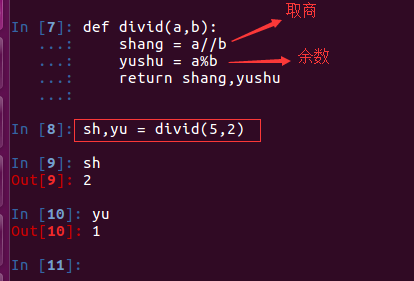 取商
In [7]: def divid(a,b):
   ...:     shang = a//b
   ...:     yushu = a%b
余数
   ...:     return shang,yushu
   ...:
In [8]: sh,yu = divid(5,2)
In [9]: sh
Out[9]: 2
In [10]: yu
Out[10]: 1
In [11]: